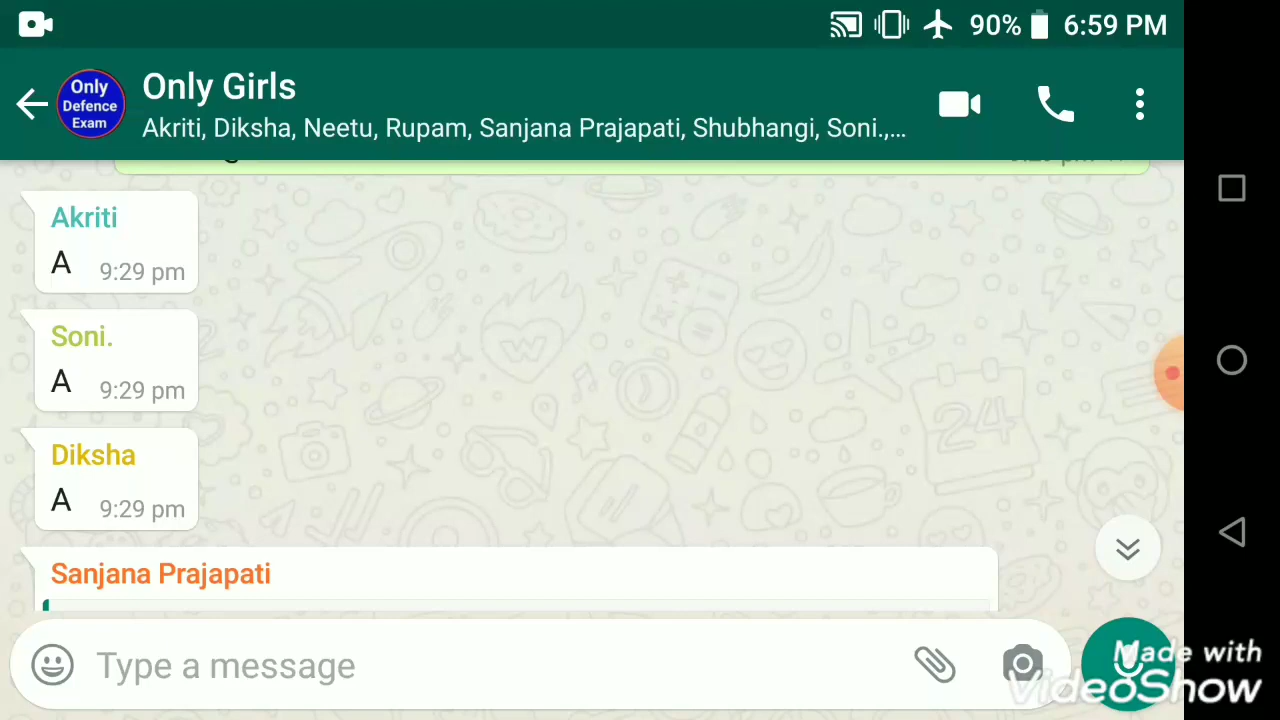 90% 6:59 PM
Only
Defence
Exam
Only Girls
Akriti, Diksha, Neetu, Rupam, Sanjana Prajapati, Shubhangi, Soni.,...
Akriti
A 9:29 pm
Soni.
A 9:29 pm
Diksha
A 9:29 pm
Sanjana Prajapati
Type a message
Made with
VideoShow
24